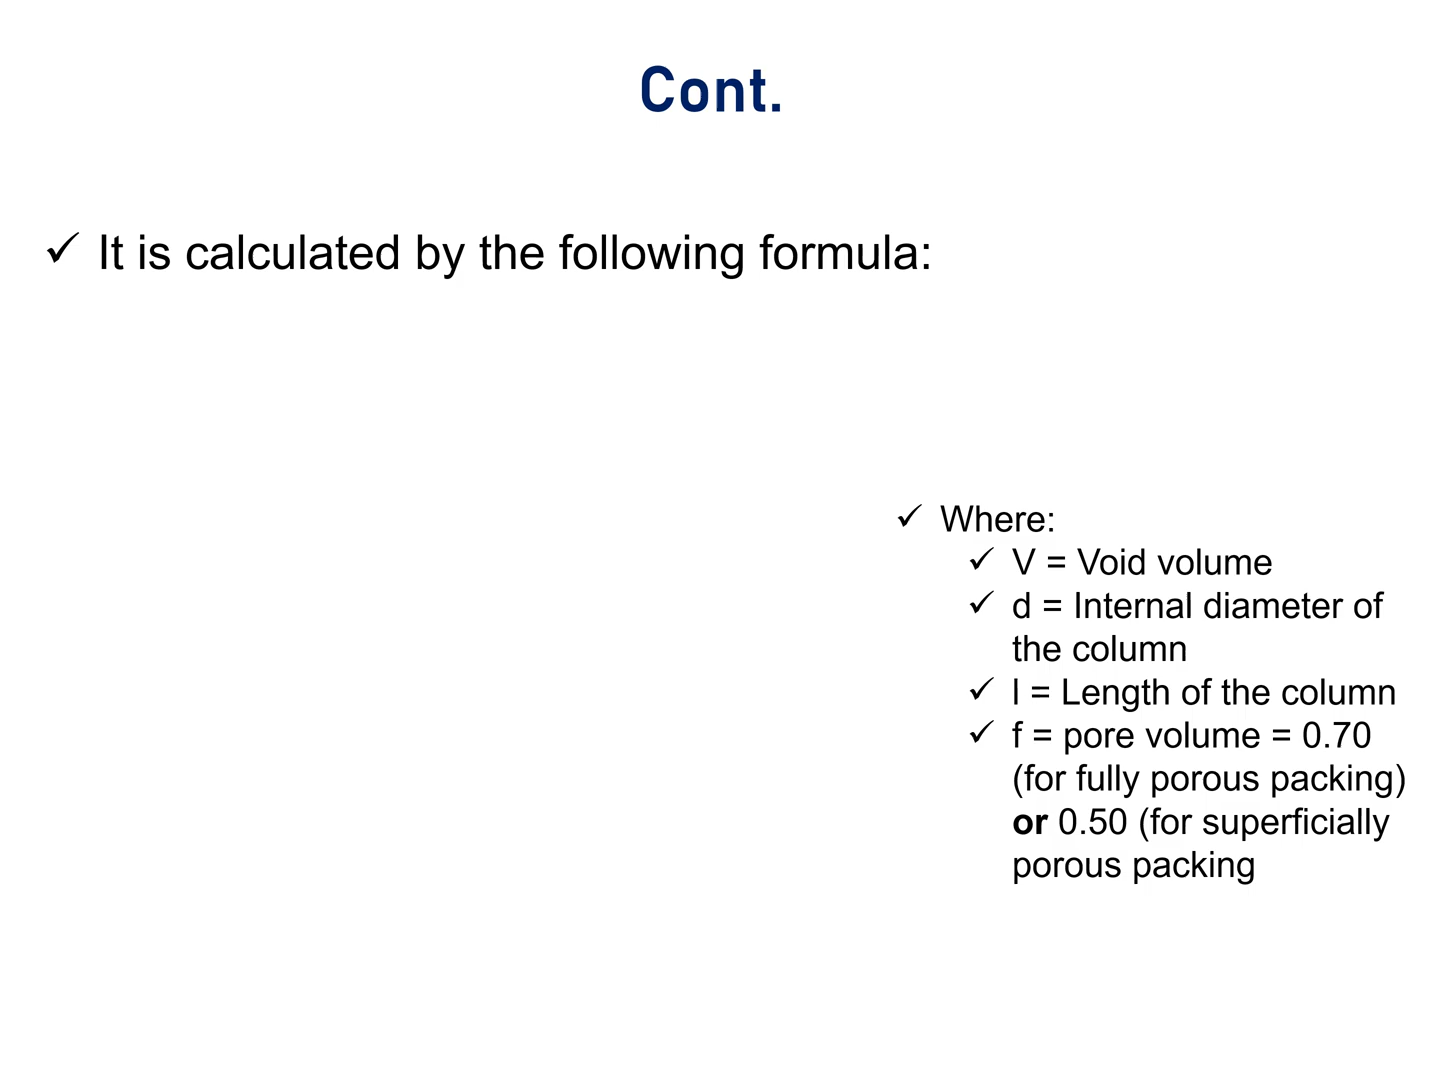 Cont.
✓ It is calculated by the following formula:
✓ Where:
✓ V = Void volume
✓ d = Internal diameter of
the column
✓ l = Length of the column
✓ f = pore volume = 0.70
(for fully porous packing)
or 0.50 (for superficially
porous packing